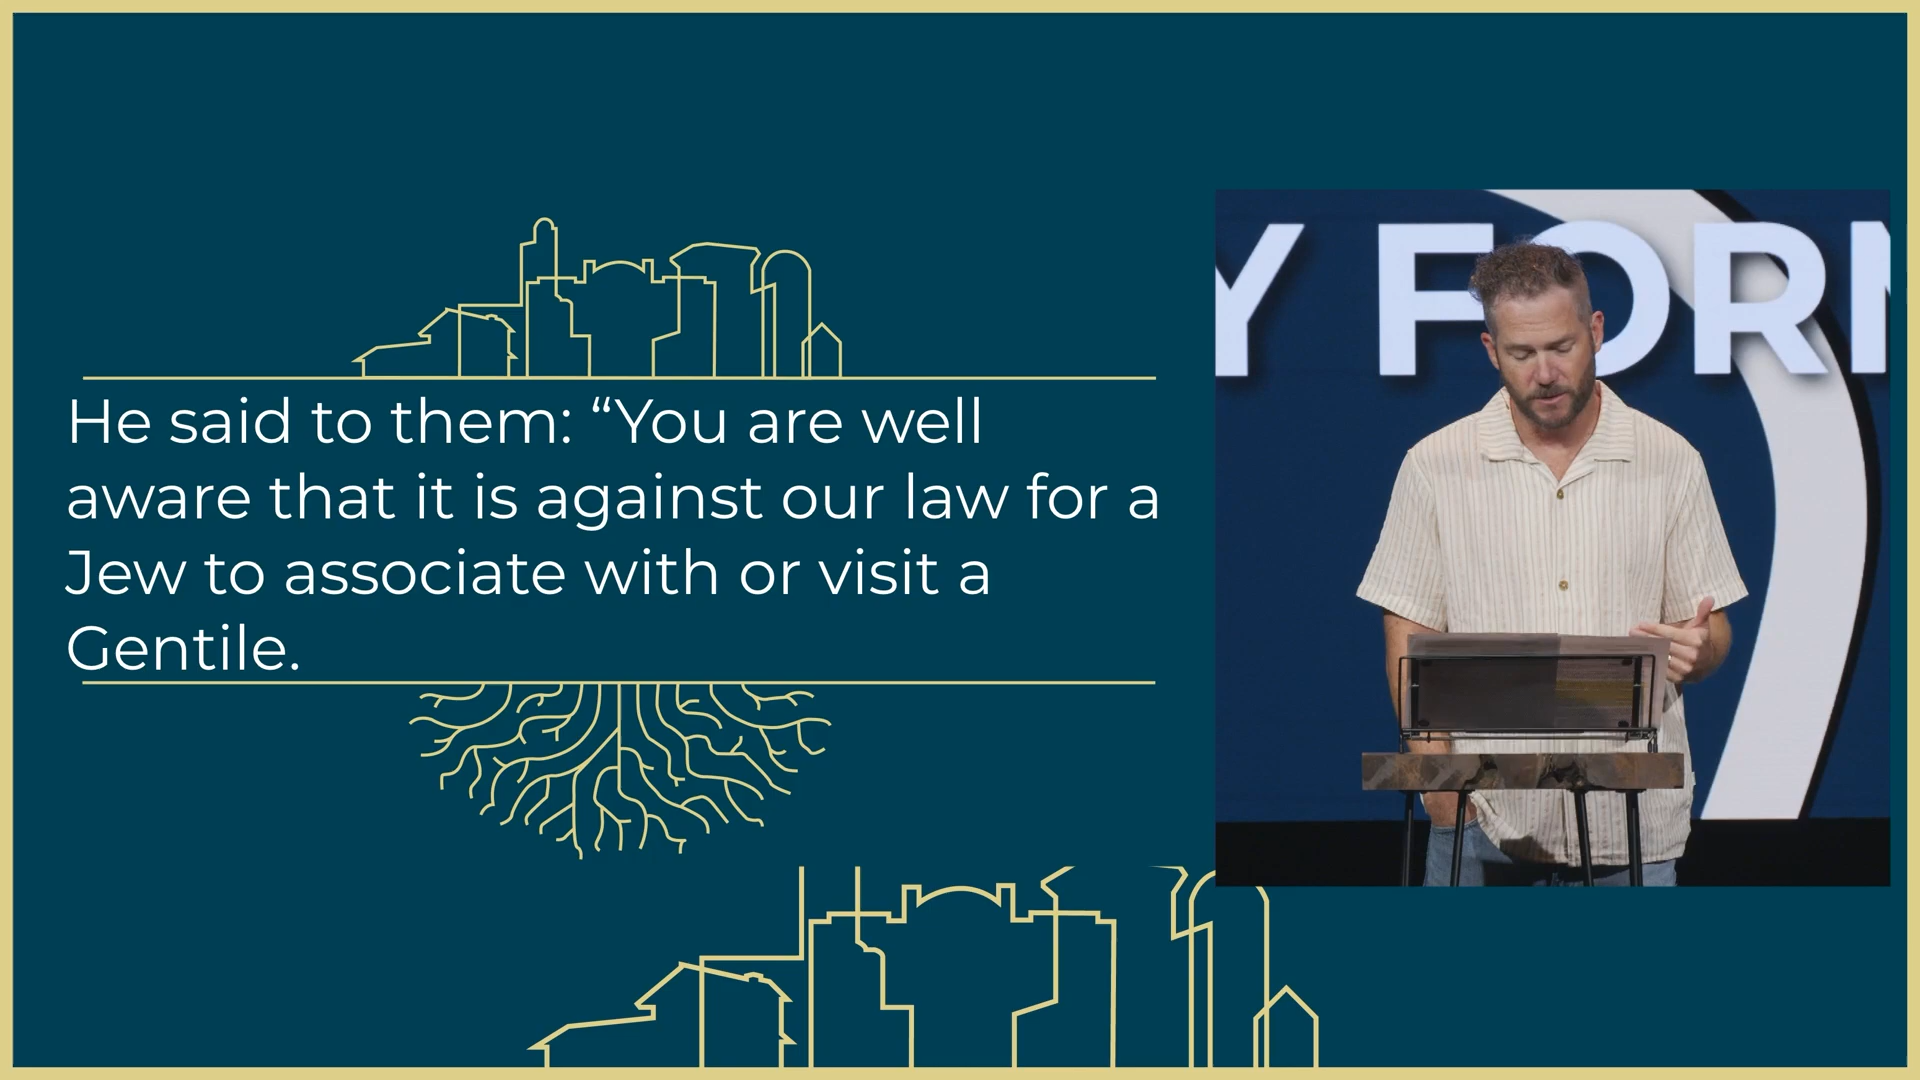 He said to them: “You are well
aware that it is against our law for a
Jew to associate with or visit a
Gentile.
Y FOR